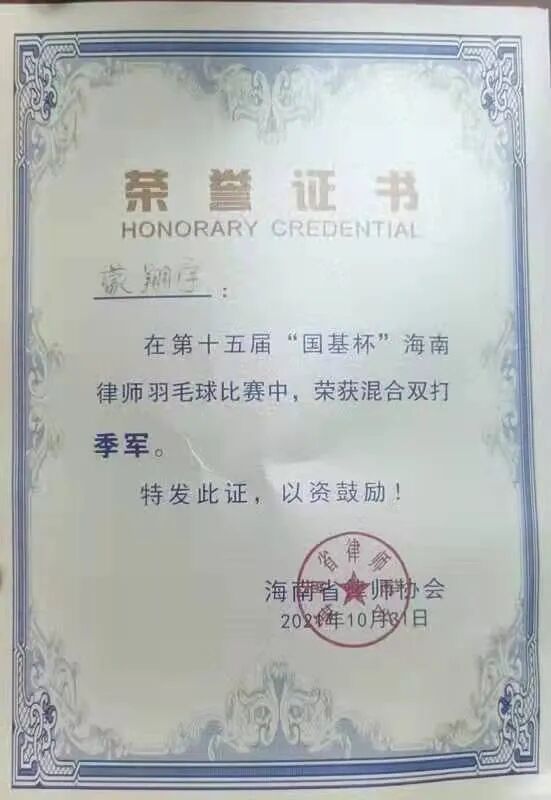 荣誉证书
HONORARY CREDENTIAL
蒙翔宇：
在第十五届“国基杯”海南
律师羽毛球比赛中，荣获混合双打
季军。
特发此证，以资鼓励！
海南省律师协会
2021年10月31日